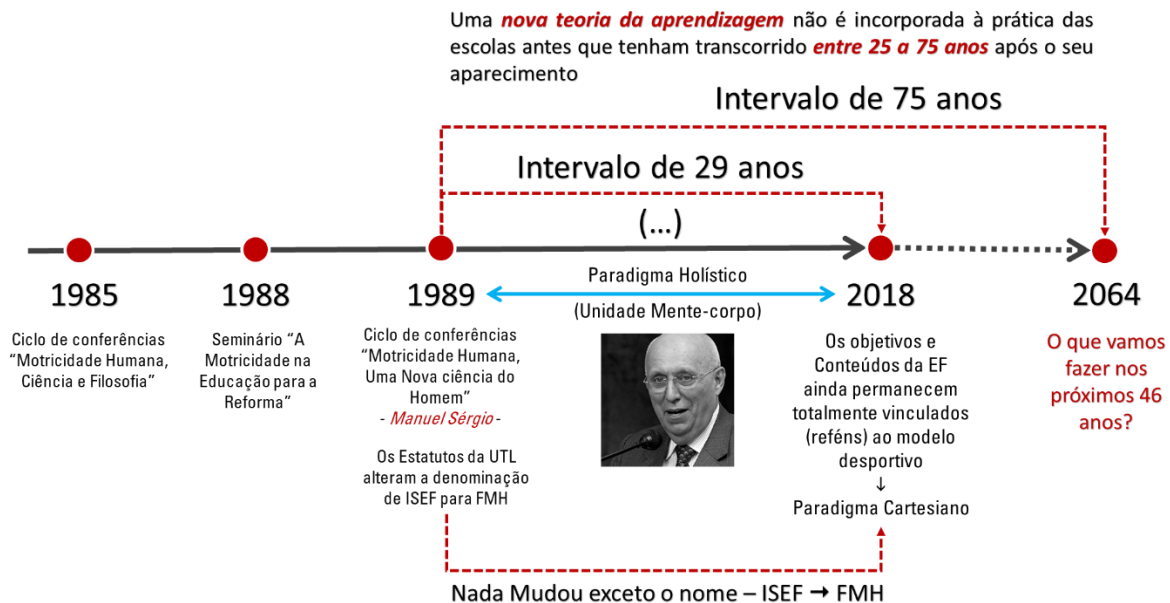 Uma nova teoria da aprendizagem não é incorporada à prática das
escolas antes que tenham transcorrido entre 25 a 75 anos após o seu
aparecimento
Intervalo de 75 anos
Intervalo de 29 anos
(...)
1985
Ciclo de conferências
“Motricidade Humana,
Ciência e Filosofia”
1988
Seminário “A
Motricidade na
Educação para a
Reforma”
1989
Ciclo de conferências
“Motricidade Humana,
Uma Nova ciência do
Homem”
- Manuel Sérgio -
Os Estatutos da UTL
alteram a denominação
de ISEF para FMH
Paradigma Holístico
(Unidade Mente-corpo)
2018
Os objetivos e
Conteúdos da EF
ainda permanecem
totalmente vinculados
(reféns) ao modelo
desportivo
↓
Paradigma Cartesiano
2064
O que vamos
fazer nos
próximos 46
anos?
Nada Mudou exceto o nome – ISEF ➔ FMH